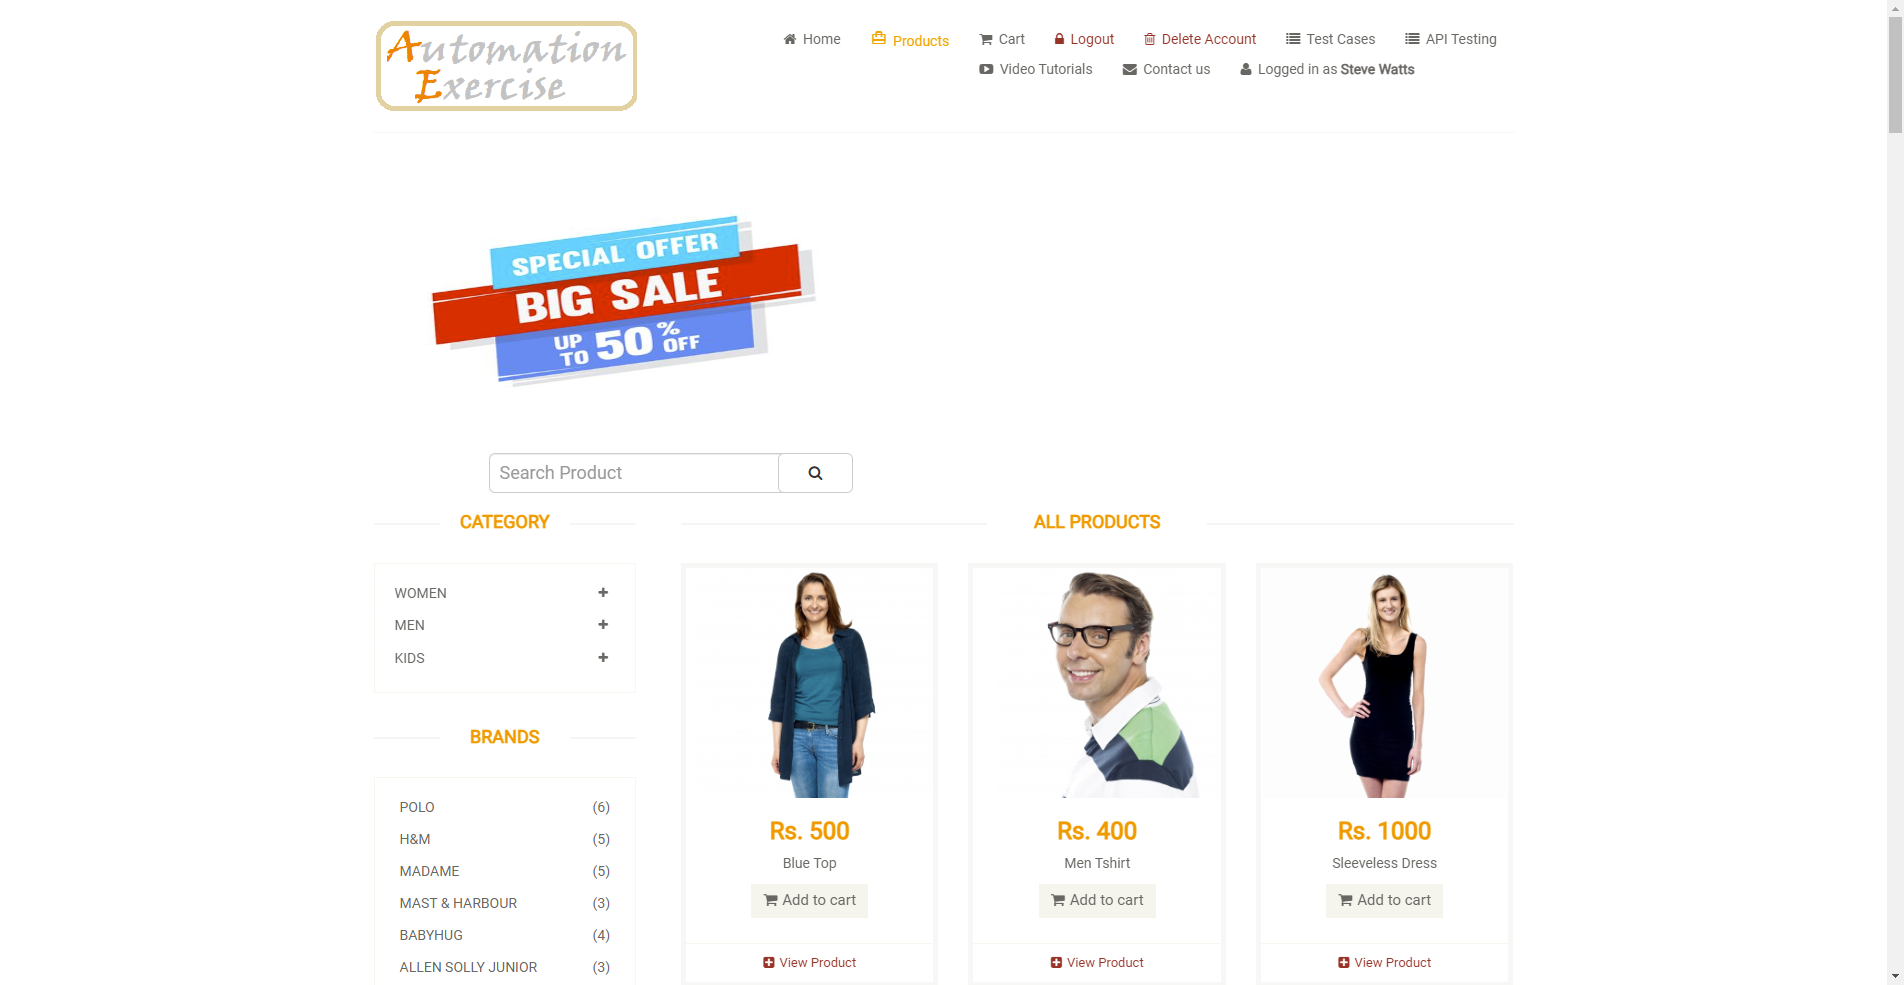 Automation
Exercise
Home
Products
Cart
Logout
Delete Account
Test Cases
API Testing
Video Tutorials
Contact us
Logged in as Steve Watts
SPECIAL OFFER
BIG SALE
UP TO 50% OFF
Search Product
CATEGORY
WOMEN
MEN
KIDS
BRANDS
POLO (6)
H&M (5)
MADAME (5)
MAST & HARBOUR (3)
BABYHUG (4)
ALLEN SOLLY JUNIOR (3)
ALL PRODUCTS
Rs. 500
Blue Top
Add to cart
View Product
Rs. 400
Men Tshirt
Add to cart
View Product
Rs. 1000
Sleeveless Dress
Add to cart
View Product